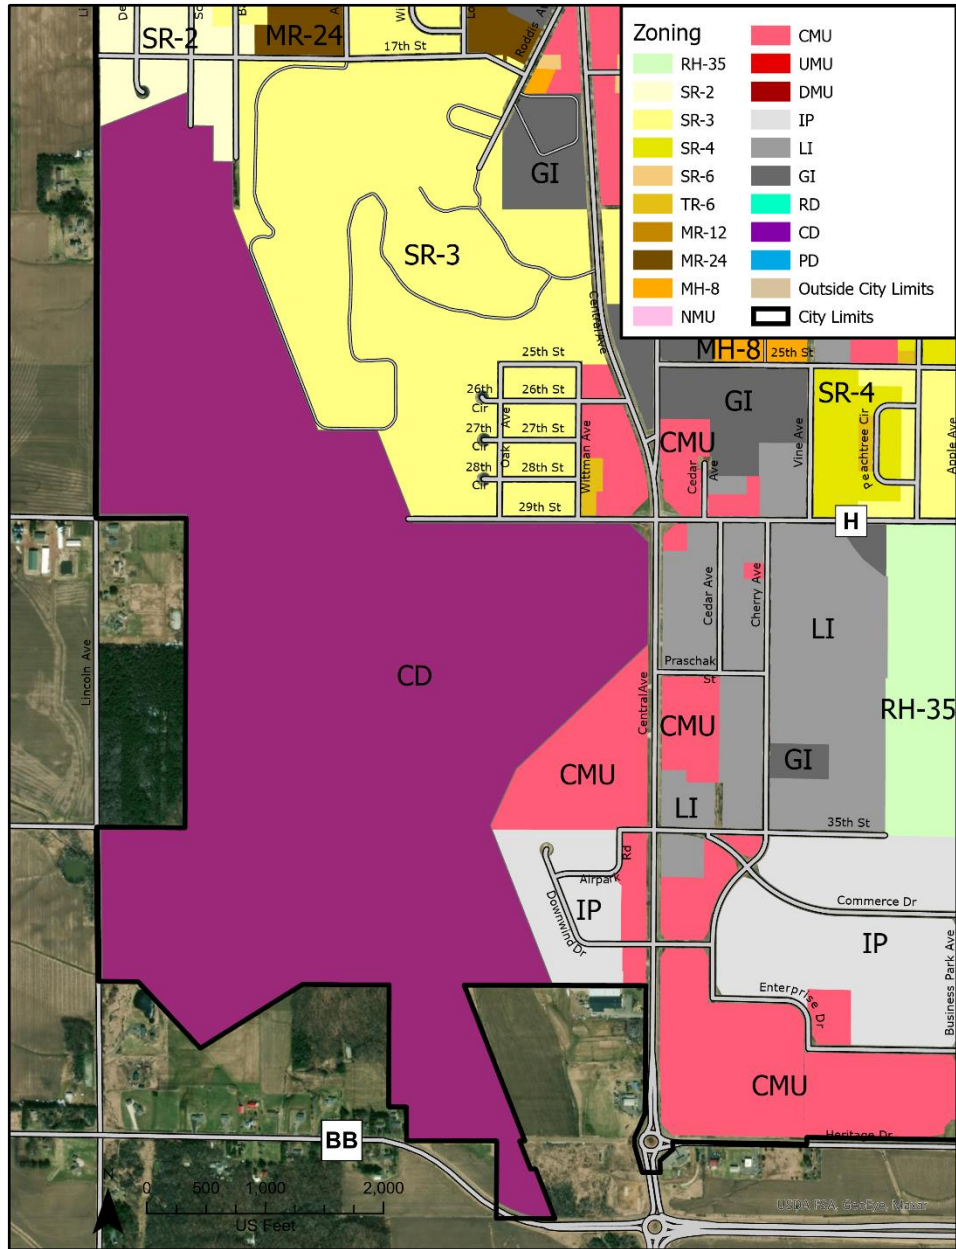 SR-2
MR-24
17th St
Roddis Av
Zoning
RH-35
SR-2
SR-3
SR-4
SR-6
TR-6
MR-12
MR-24
MH-8
NMU
CMU
UMU
DMU
IP
LI
GI
RD
CD
PD
Outside City Limits
City Limits
GI
SR-3
Central Ave
MH-8
25th St
25th St
26th St
26th
Cir
27th St
27th
Cir
28th St
28th
Cir
29th St
Oak Ave
Wittman Ave
CMU
GI
Cedar
Ave
Vine Ave
SR-4
Peachtree Cir
Apple Ave
H
Lincoln Ave
CD
Cedar Ave
Cherry Ave
LI
Praschak
St
Central Ave
CMU
CMU
GI
RH-35
LI
35th St
Airpark
Rd
IP
Downwind Dr
Commerce Dr
IP
Business Park Ave
Enterprise Dr
CMU
Heritage Dr
BB
N
0 500 1,000 2,000
US Feet
USDA FSA, GeoEye, Maxar